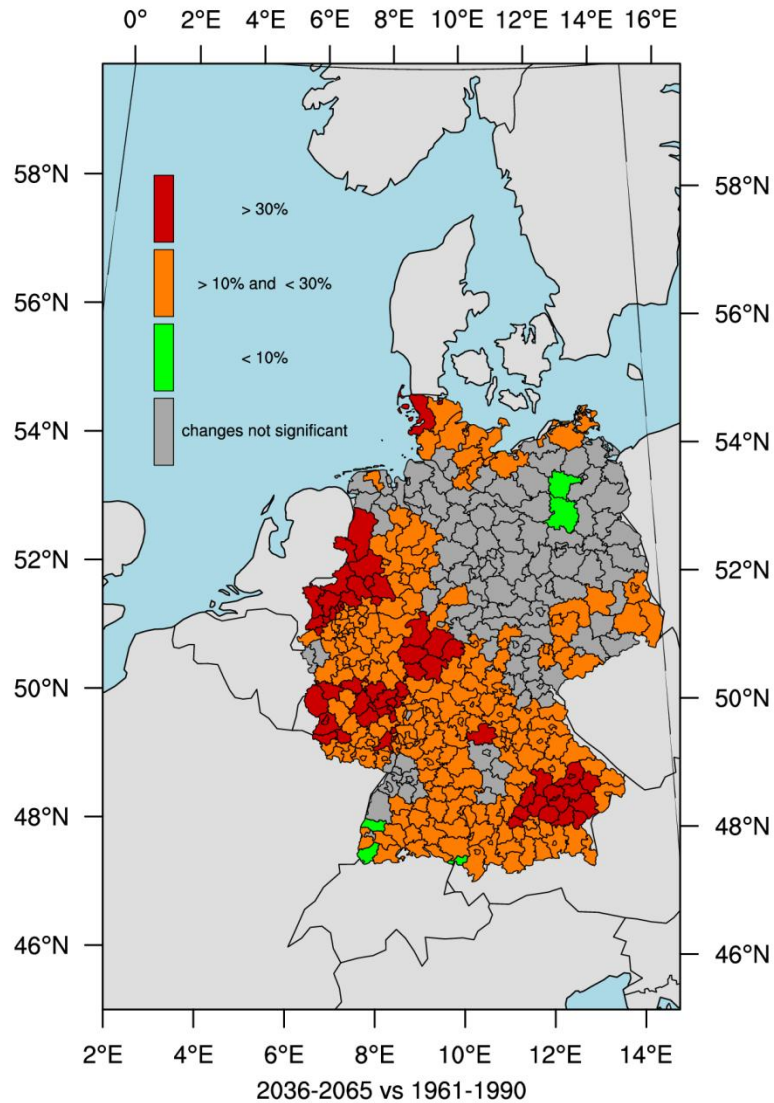 0° 2°E 4°E 6°E 8°E 10°E 12°E 14°E 16°E
58°N 58°N
> 30%
> 10% and < 30%
56°N 56°N
< 10%
changes not significant
54°N 54°N
52°N 52°N
50°N 50°N
48°N 48°N
46°N 46°N
2°E 4°E 6°E 8°E 10°E 12°E 14°E
2036-2065 vs 1961-1990